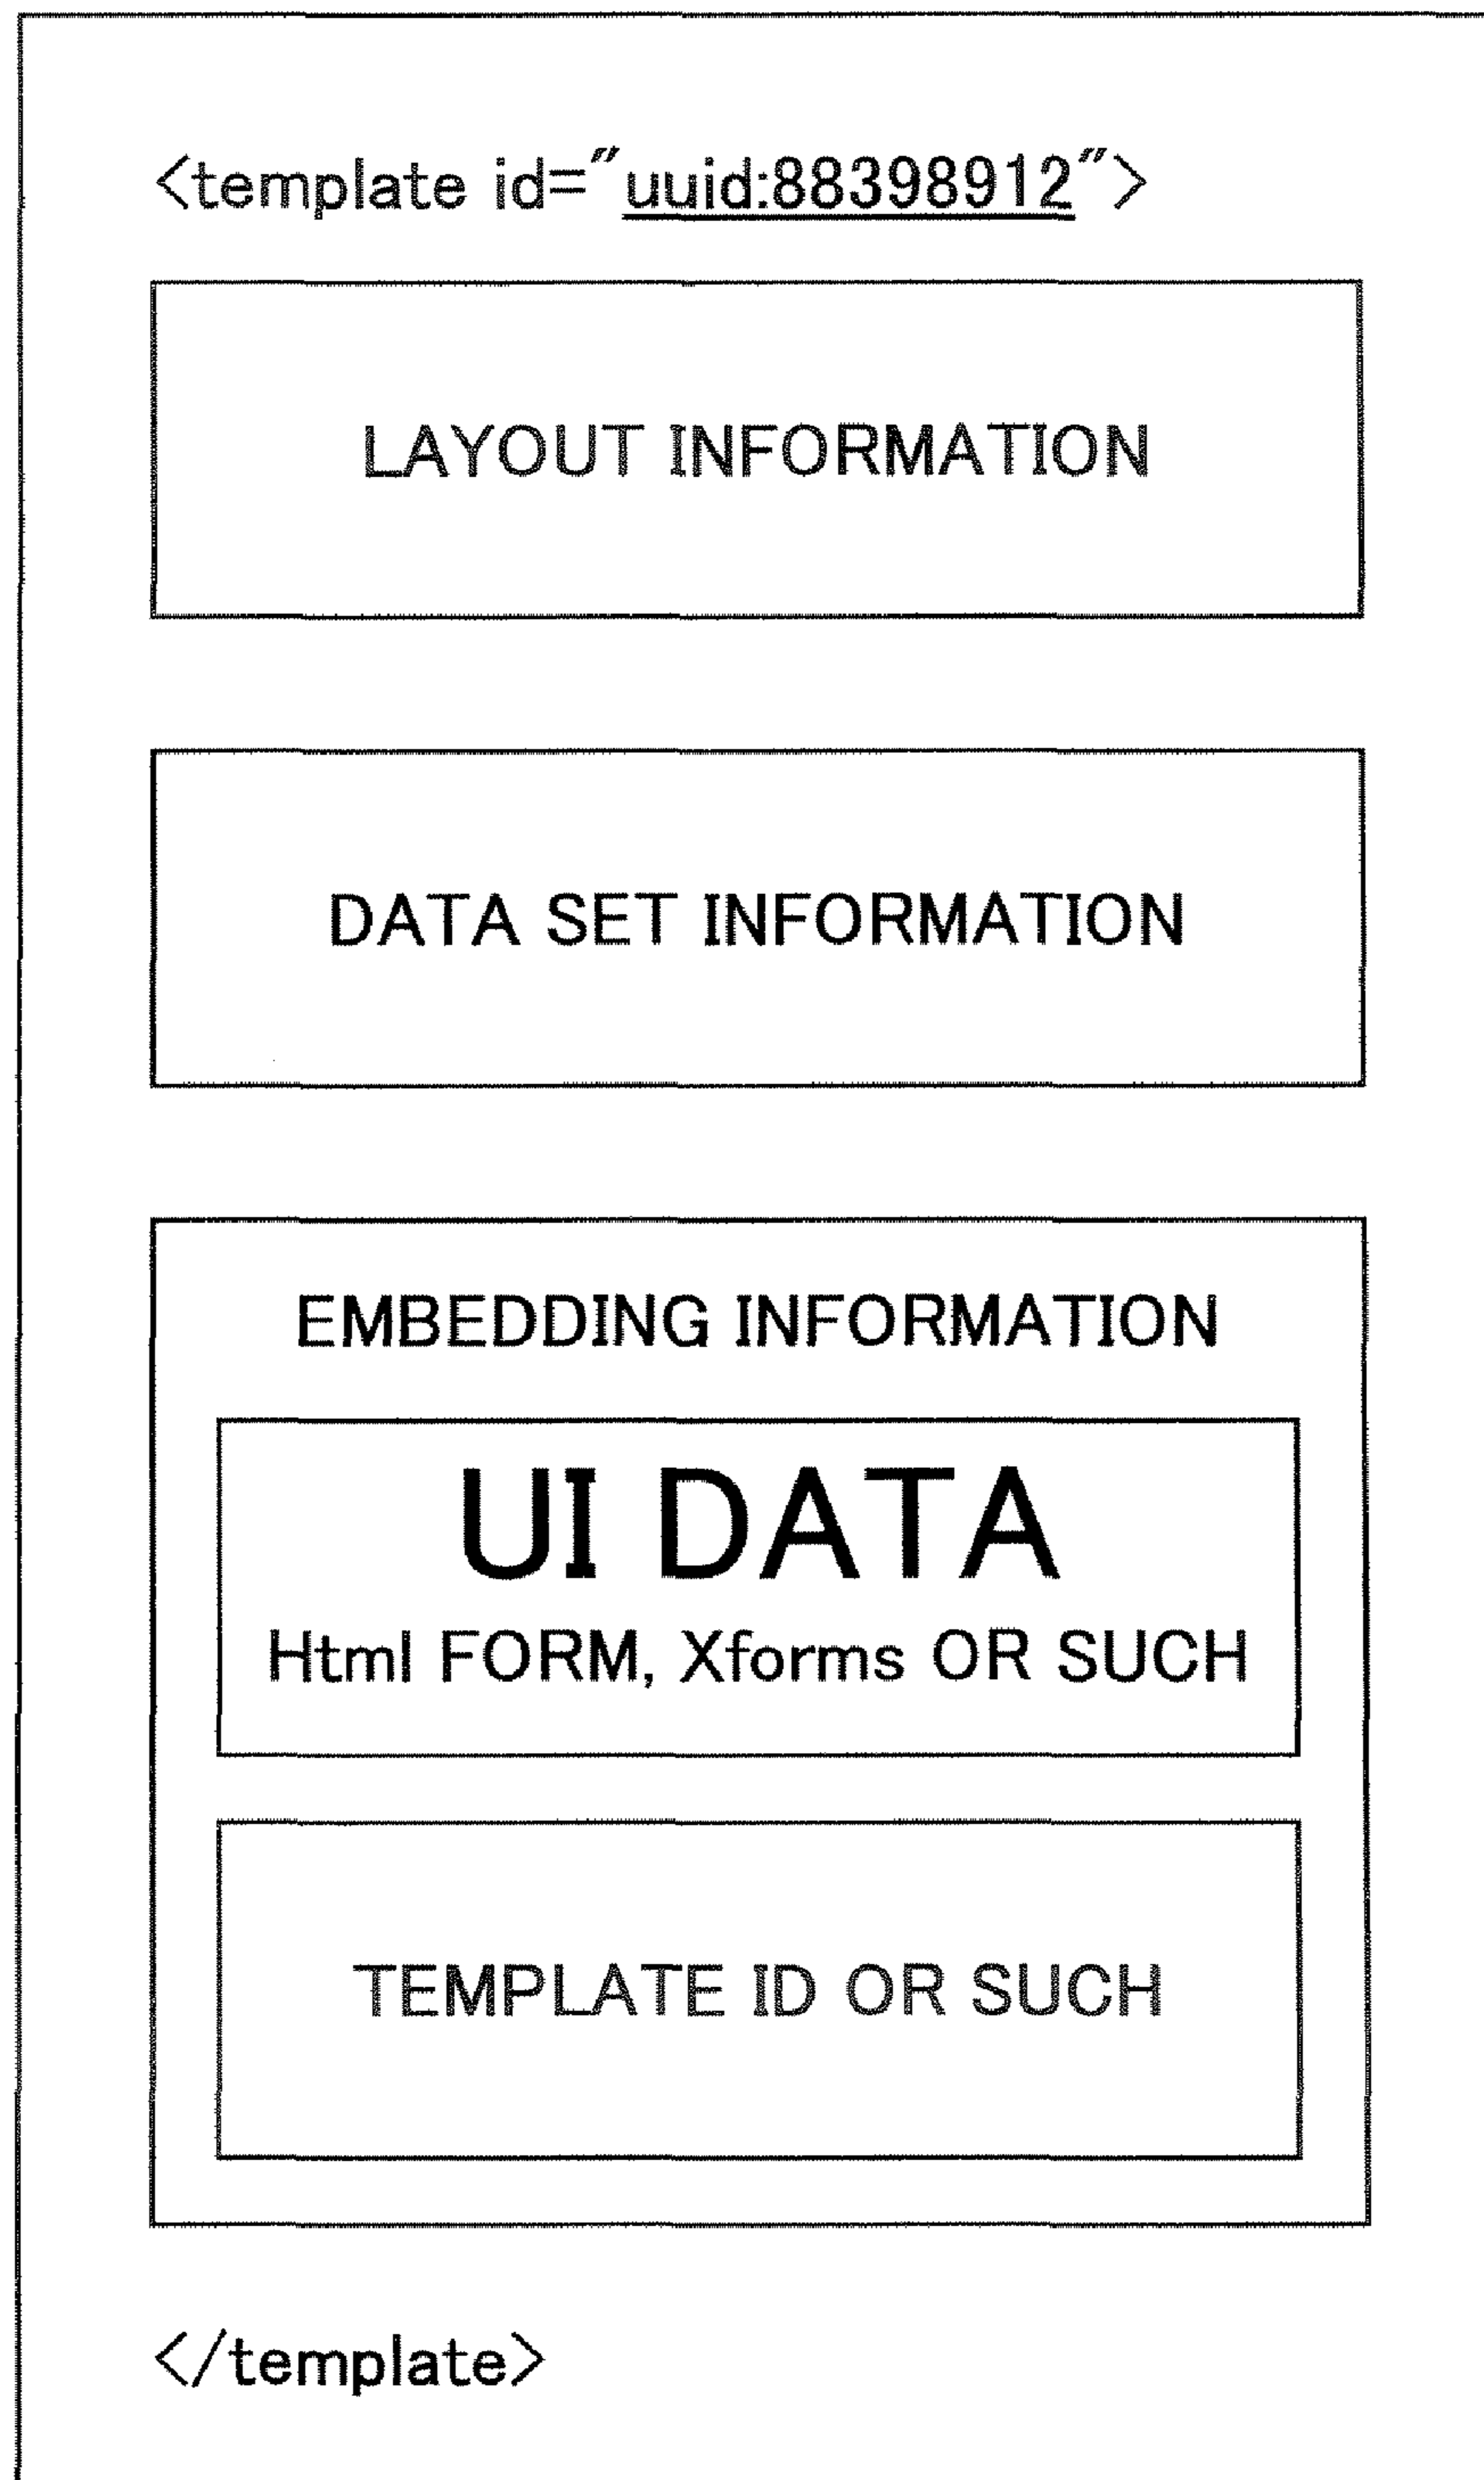 <template id="uuid:88398912">
LAYOUT INFORMATION
DATA SET INFORMATION
EMBEDDING INFORMATION
UI DATA
Html FORM, Xforms OR SUCH
TEMPLATE ID OR SUCH
</template>